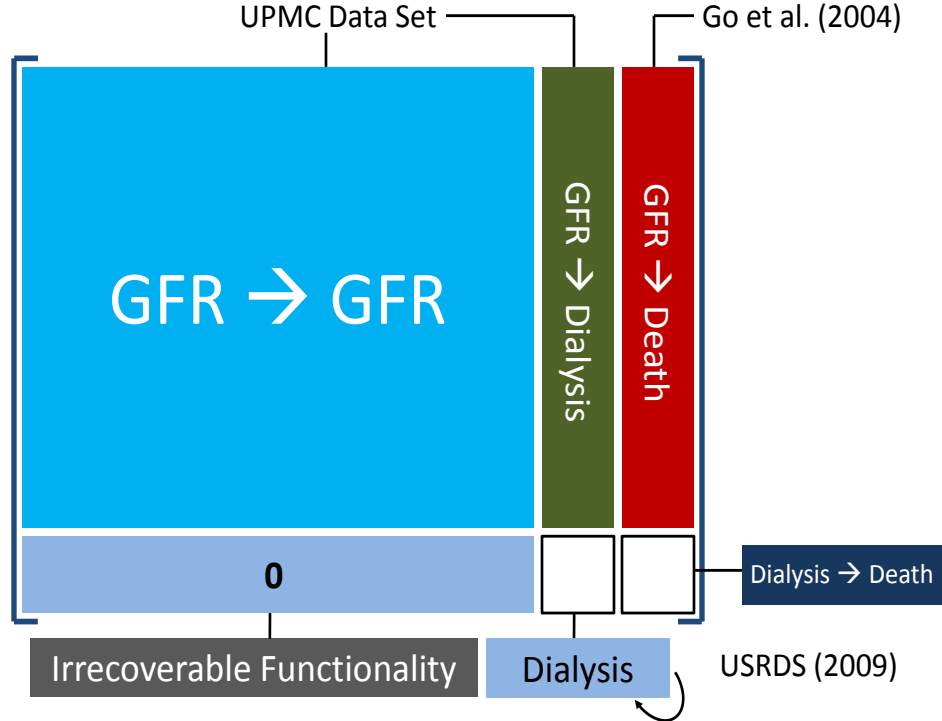 UPMC Data Set
Go et al. (2004)
GFR → GFR
GFR → Dialysis
GFR → Death
0
Dialysis → Death
Irrecoverable Functionality
Dialysis
USRDS (2009)